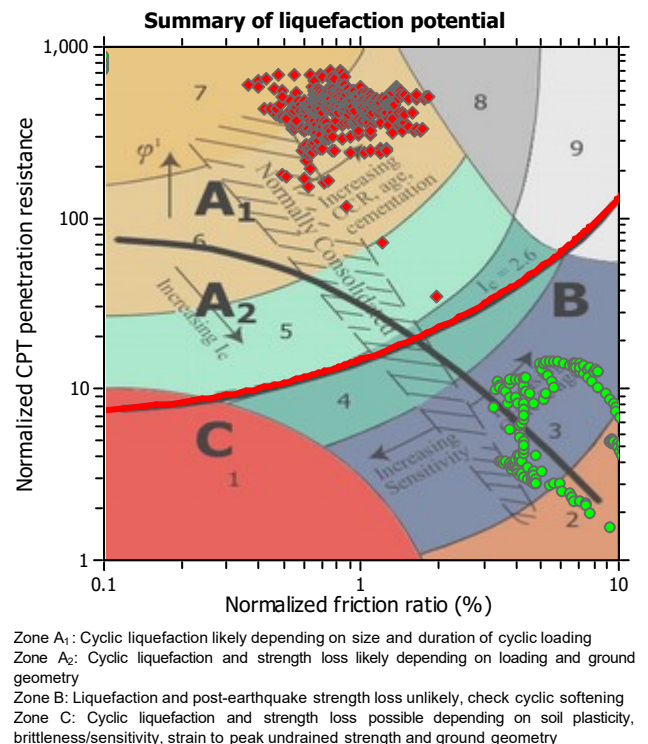 Summary of liquefaction potential
1,000
7
8
9
φ'
A1
Increasing
OCR, age,
cementation
Normally Consolidated
100
6
A2
Increasing Ic
Ic = 2.6
B
5
10
4
C
1
Increasing
Sensitivity
3
2
1
0.1
1
10
Normalized CPT penetration resistance
Normalized friction ratio (%)
Zone A1: Cyclic liquefaction likely depending on size and duration of cyclic loading
Zone A2: Cyclic liquefaction and strength loss likely depending on loading and ground
geometry
Zone B: Liquefaction and post-earthquake strength loss unlikely, check cyclic softening
Zone C: Cyclic liquefaction and strength loss possible depending on soil plasticity,
brittleness/sensitivity, strain to peak undrained strength and ground geometry